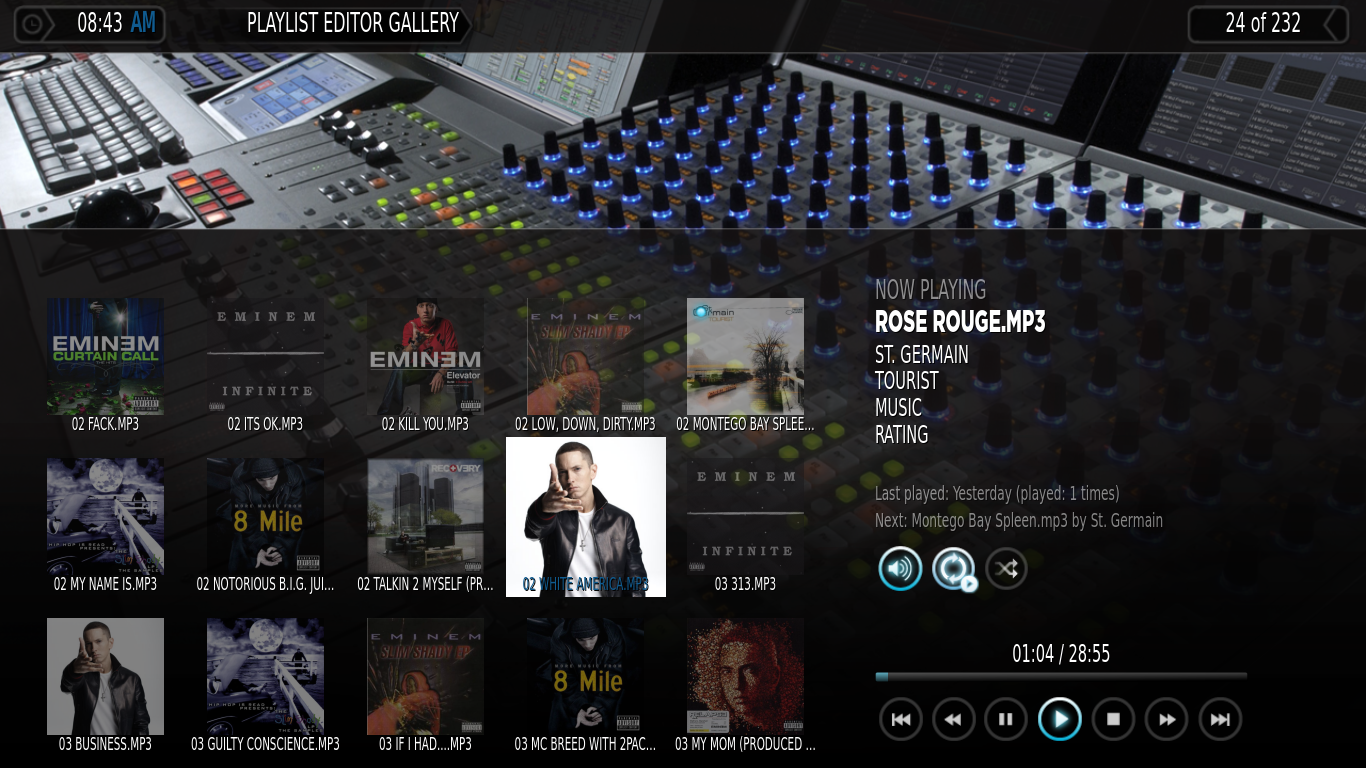 08:43 AM
PLAYLIST EDITOR GALLERY
24 of 232
EMINEM
CURTAIN CALL
02 FACK.MP3
EMINEM
INFINITE
02 ITS OK.MP3
EMINEM
Elevator
02 KILL YOU.MP3
EMINEM
SLIM SHADY EP
02 LOW, DOWN, DIRTY.MP3
TOURIST
02 MONTEGO BAY SPLEE...
02 MY NAME IS.MP3
8 Mile
02 NOTORIOUS B.I.G. JUI...
RECOVERY
02 TALKIN 2 MYSELF (PR...
02 WHITE AMERICA.MP3
EMINEM
INFINITE
03 313.MP3
03 BUSINESS.MP3
03 GUILTY CONSCIENCE.MP3
EMINEM
SLIM SHADY EP
03 IF I HAD....MP3
8 Mile
03 MC BREED WITH 2PAC...
03 MY MOM (PRODUCED ...
NOW PLAYING
ROSE ROUGE.MP3
ST. GERMAIN
TOURIST
MUSIC
RATING
Last played: Yesterday (played: 1 times)
Next: Montego Bay Spleen.mp3 by St. Germain
01:04 / 28:55